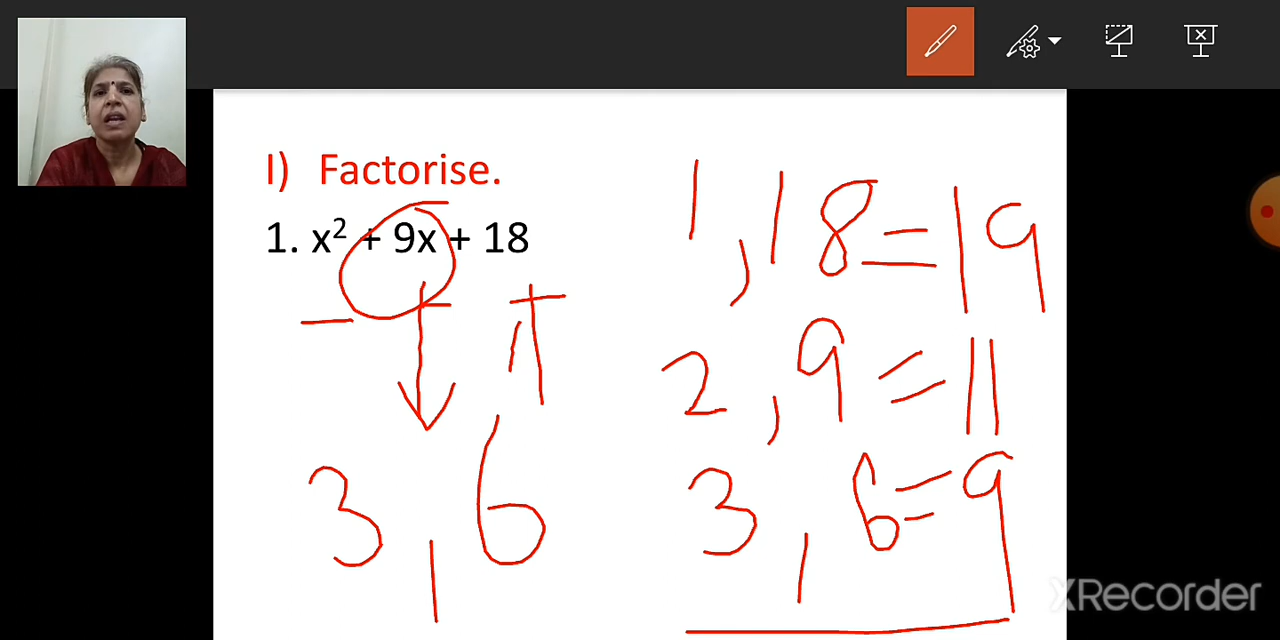 I) Factorise.
1. x² + 9x + 18
1, 18 = 19
2, 9 = 11
3, 6 = 9
3, 6
XRecorder